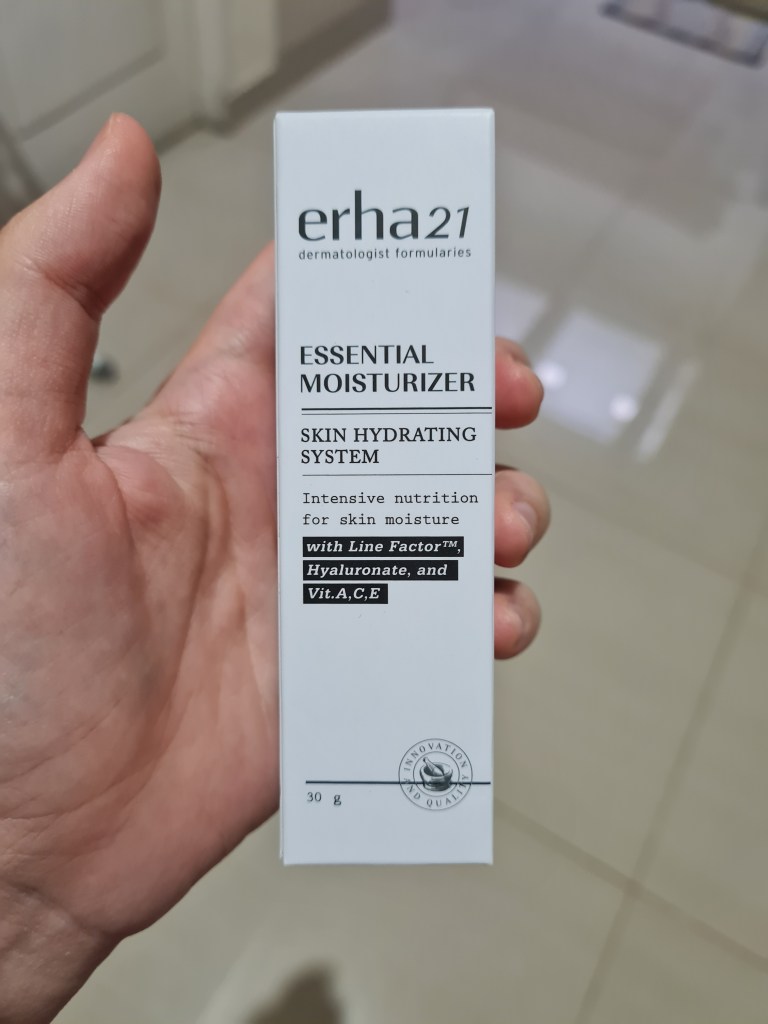 erha21
dermatologist formularies
ESSENTIAL
MOISTURIZER
SKIN HYDRATING
SYSTEM
Intensive nutrition
for skin moisture
with Line Factor™,
Hyaluronate, and
Vit.A,C,E
INNOVATION
AND QUALITY
30 g